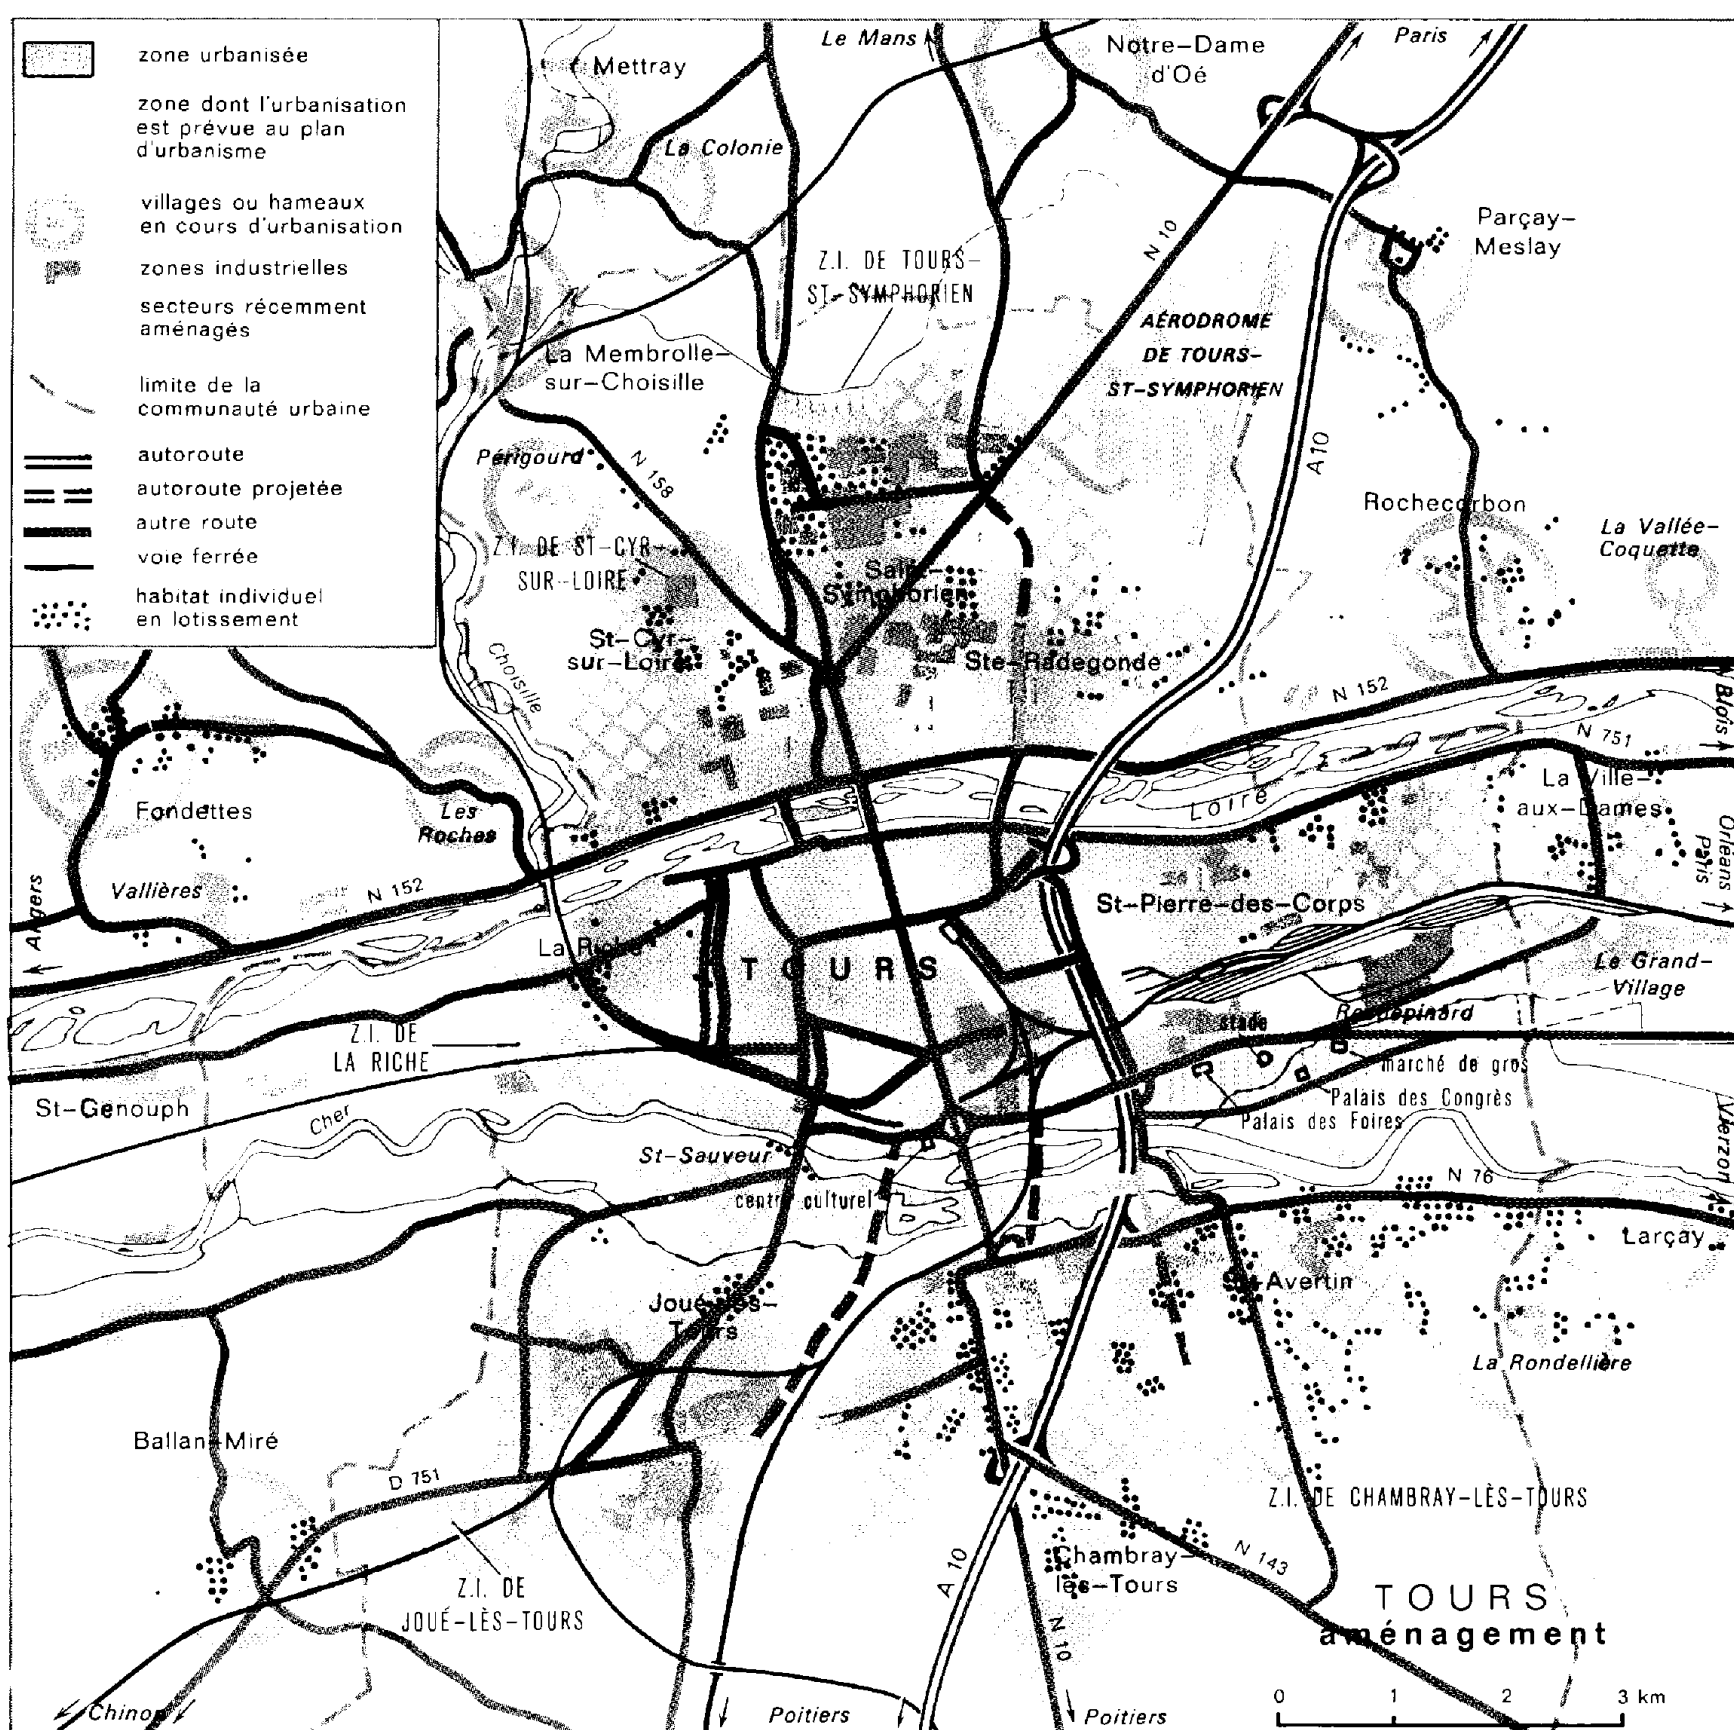 zone urbanisée
zone dont l'urbanisation
est prévue au plan
d'urbanisme
villages ou hameaux
en cours d'urbanisation
zones industrielles
secteurs récemment
aménagés
limite de la
communauté urbaine
autoroute
autoroute projetée
autre route
voie ferrée
habitat individuel
en lotissement
Le Mans
Notre-Dame
d'Oé
Paris
Mettray
La Colonie
Parçay-
Meslay
N 10
Z.I. DE TOURS-
ST-SYMPHORIEN
AÉRODROME
DE TOURS-
ST-SYMPHORIEN
La Membrolle-
sur-Choisille
A10
Périgourd
N 158
Rochecorbon
La Vallée-
Coquette
Z.I. DE ST-CYR-
SUR-LOIRE
Saint-
Symphorien
St-Cyr-
sur-Loire
Ste-Radegonde
Choisille
N 152
Blois
N 751
Loire
La Ville-
aux-Dames
Fondettes
Les
Roches
Orléans
Paris
Vallières
N 152
Angers
St-Pierre-des-Corps
La Riche
TOURS
Le Grand-
Village
Rochepinard
stade
Z.I. DE
LA RICHE
marché de gros
Palais des Congrès
Palais des Foires
St-Genouph
Cher
Vierzon
St-Sauveur
N 76
centre culturel
Larçay
St-Avertin
Joué-lès-
Tours
La Rondellière
Ballan-Miré
D 751
Z.I. DE CHAMBRAY-LÈS-TOURS
Chambray-
lès-Tours
N 143
A 10
Z.I. DE
JOUÉ-LÈS-TOURS
N 10
TOURS
aménagement
0 1 2 3 km
Chinon
Poitiers
Poitiers